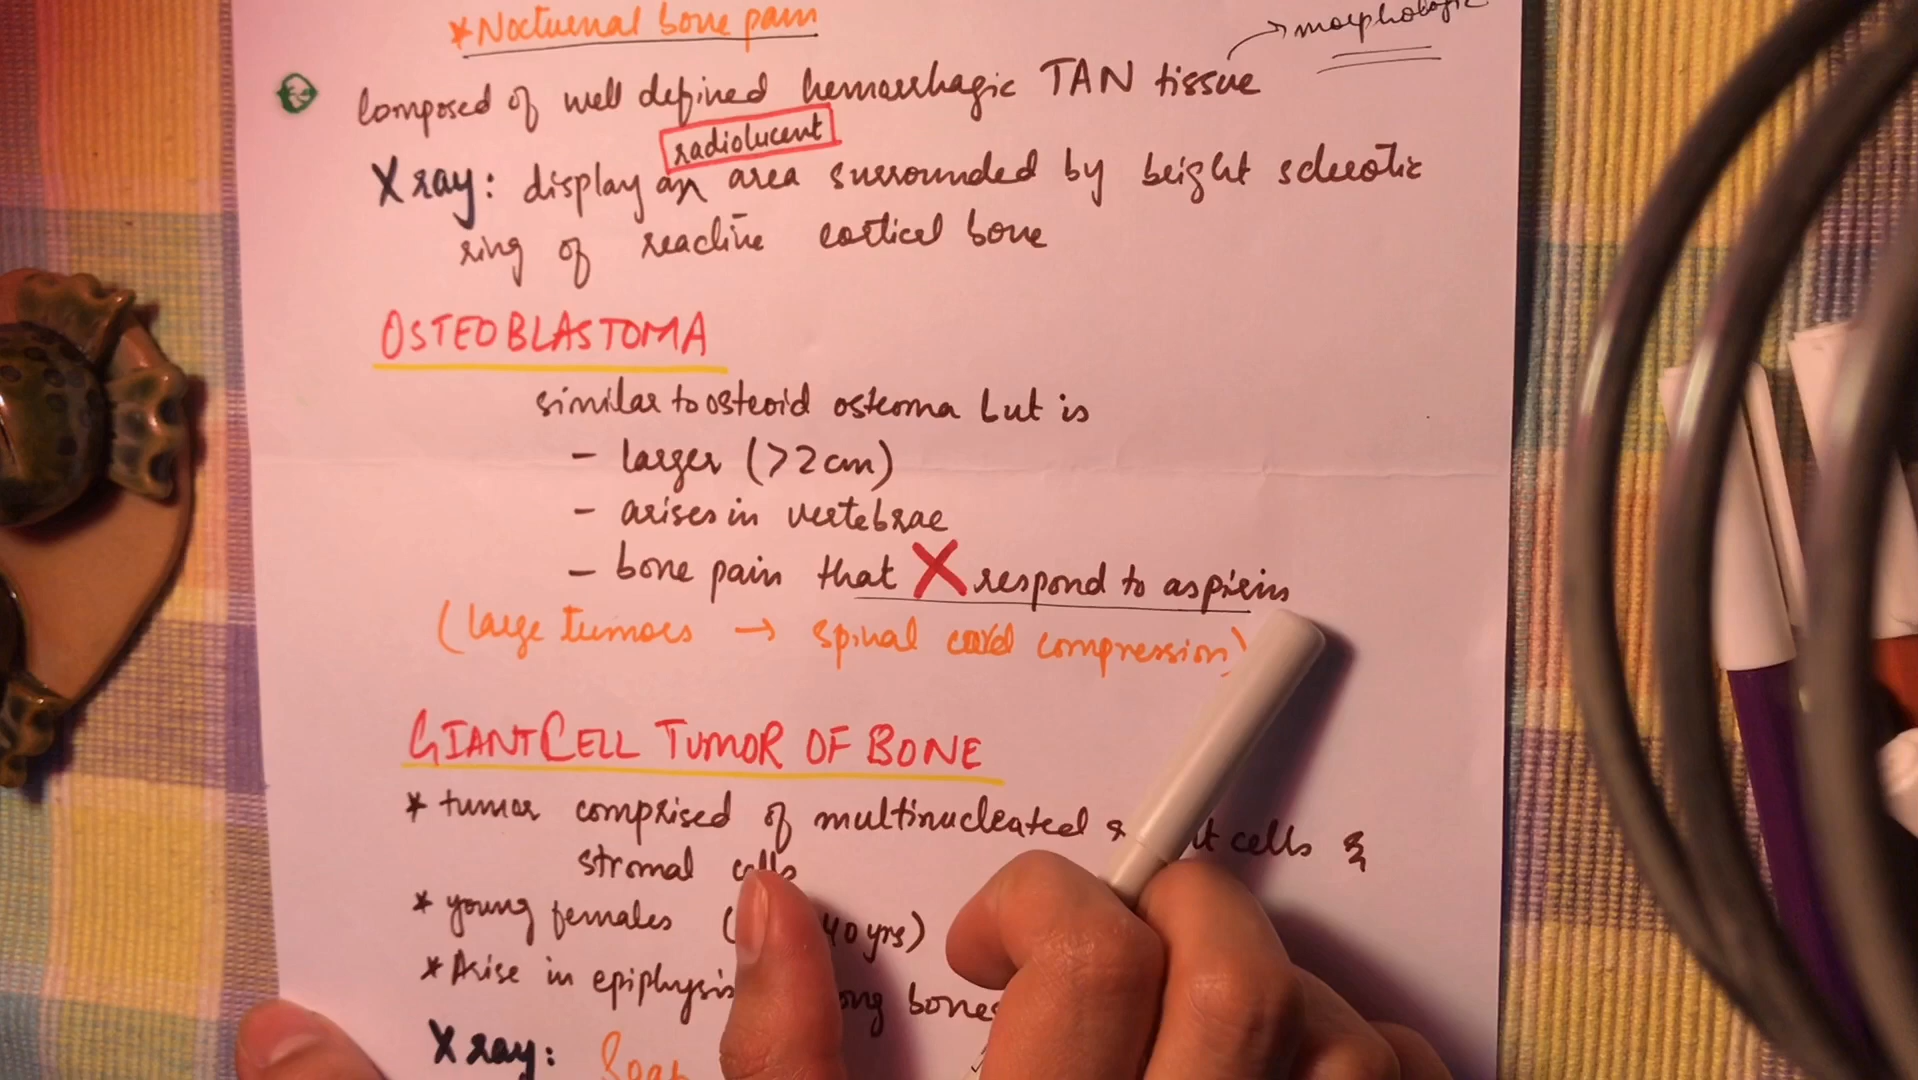 *Nocturnal bone pain
morphologic
Composed of well defined hemorrhagic TAN tissue
radiolucent
X ray: display an area surrounded by bright sclerotic
ring of reactive cortical bone
OSTEOBLASTOMA
similar to osteoid osteoma but is
- larger (>2cm)
- arises in vertebrae
- bone pain that X respond to aspirin
(large tumors → spinal cord compression)
GIANT CELL TUMOR OF BONE
* tumor comprised of multinucleated cells &
stromal cells
* young females ( 40 yrs)
* Arise in epiphysis bones
X ray: